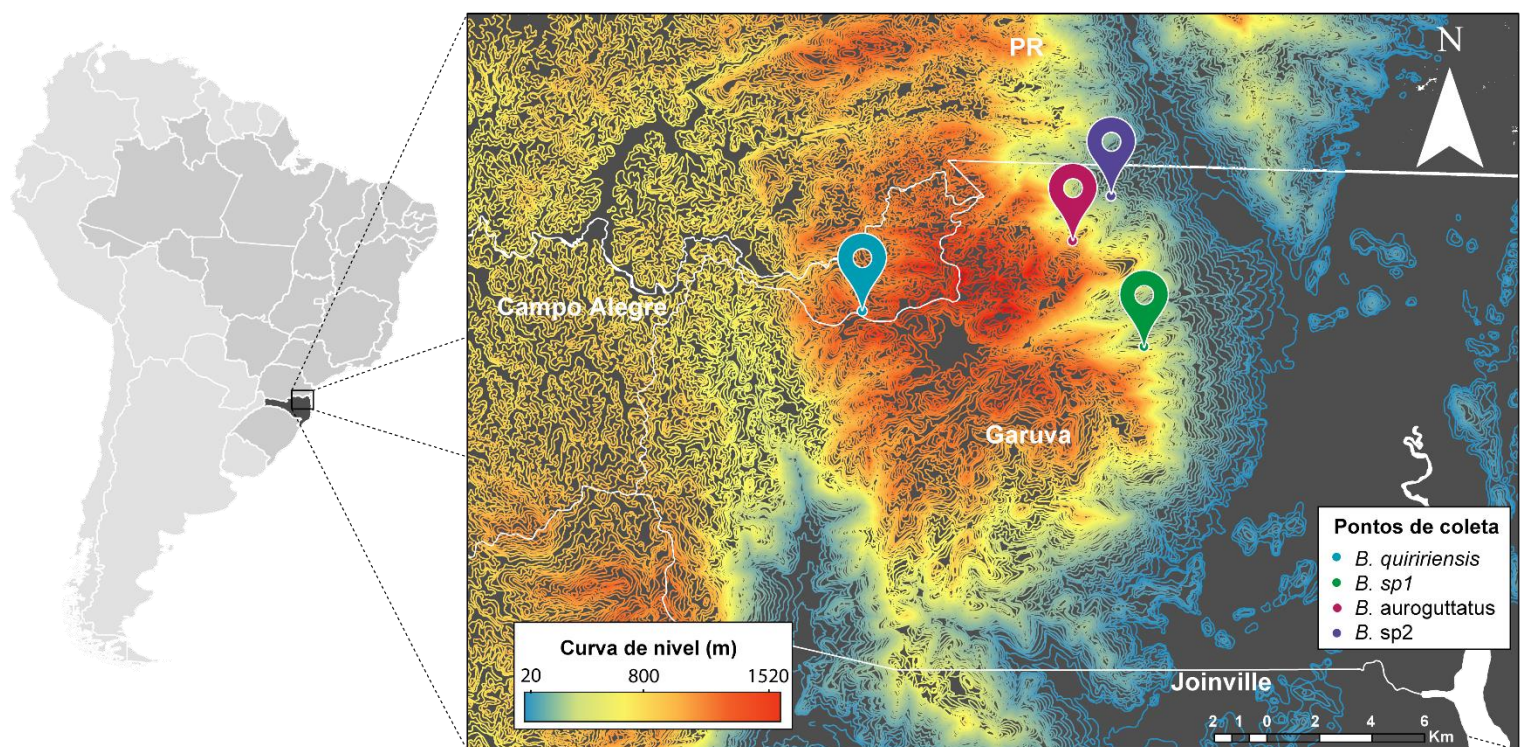 PR
N
Campo Alegre
Garuva
Pontos de coleta
B. quiririensis
B. sp1
B. auroguttatus
B. sp2
Curva de nivel (m)
20 800 1520
Joinville
2 1 0 2 4 6
Km